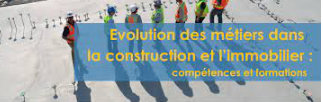 Evolution des métiers dans
la construction et l'immobilier :
compétences et formations